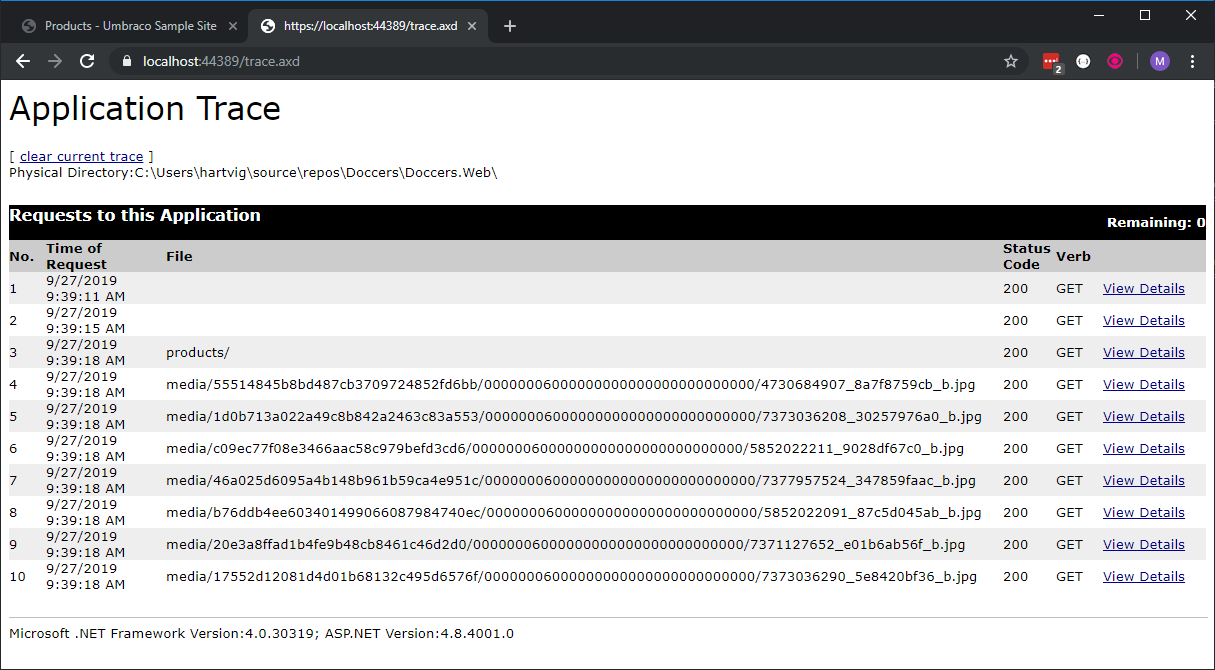 Products - Umbraco Sample Site
https://localhost:44389/trace.axd
localhost:44389/trace.axd
2
M
Application Trace
[ clear current trace ]
Physical Directory:C:\Users\hartvig\source\repos\Doccers\Doccers.Web\
Requests to this Application
Remaining: 0
No. Time of Request File Status Code Verb
1 9/27/2019 9:39:11 AM 200 GET View Details
2 9/27/2019 9:39:15 AM 200 GET View Details
3 9/27/2019 9:39:18 AM products/ 200 GET View Details
4 9/27/2019 9:39:18 AM media/55514845b8bd487cb3709724852fd6bb/00000006000000000000000000000000/4730684907_8a7f8759cb_b.jpg 200 GET View Details
5 9/27/2019 9:39:18 AM media/1d0b713a022a49c8b842a2463c83a553/00000006000000000000000000000000/7373036208_30257976a0_b.jpg 200 GET View Details
6 9/27/2019 9:39:18 AM media/c09ec77f08e3466aac58c979befd3cd6/00000006000000000000000000000000/5852022211_9028df67c0_b.jpg 200 GET View Details
7 9/27/2019 9:39:18 AM media/46a025d6095a4b148b961b59ca4e951c/00000006000000000000000000000000/7377957524_347859faac_b.jpg 200 GET View Details
8 9/27/2019 9:39:18 AM media/b76ddb4ee603401499066087984740ec/00000006000000000000000000000000/5852022091_87c5d045ab_b.jpg 200 GET View Details
9 9/27/2019 9:39:18 AM media/20e3a8ffad1b4fe9b48cb8461c46d2d0/00000006000000000000000000000000/7371127652_e01b6ab56f_b.jpg 200 GET View Details
10 9/27/2019 9:39:18 AM media/17552d12081d4d01b68132c495d6576f/00000006000000000000000000000000/7373036290_5e8420bf36_b.jpg 200 GET View Details
Microsoft .NET Framework Version:4.0.30319; ASP.NET Version:4.8.4001.0